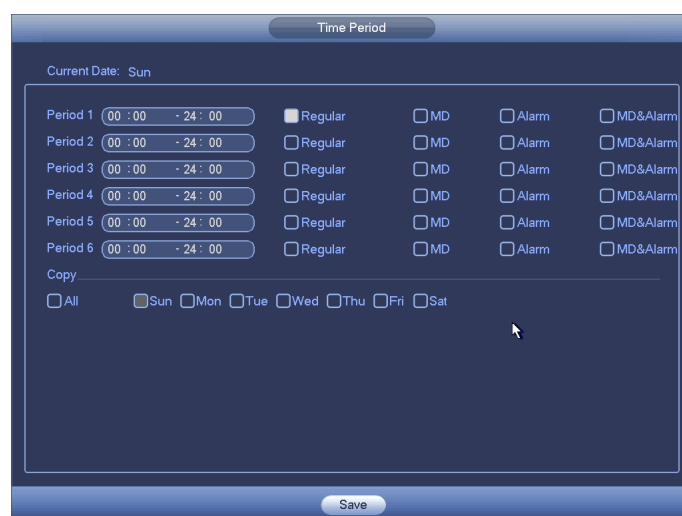 Time Period
Current Date: Sun
Period 1 00 : 00 - 24 : 00 Regular MD Alarm MD&Alarm
Period 2 00 : 00 - 24 : 00 Regular MD Alarm MD&Alarm
Period 3 00 : 00 - 24 : 00 Regular MD Alarm MD&Alarm
Period 4 00 : 00 - 24 : 00 Regular MD Alarm MD&Alarm
Period 5 00 : 00 - 24 : 00 Regular MD Alarm MD&Alarm
Period 6 00 : 00 - 24 : 00 Regular MD Alarm MD&Alarm
Copy
All Sun Mon Tue Wed Thu Fri Sat
Save